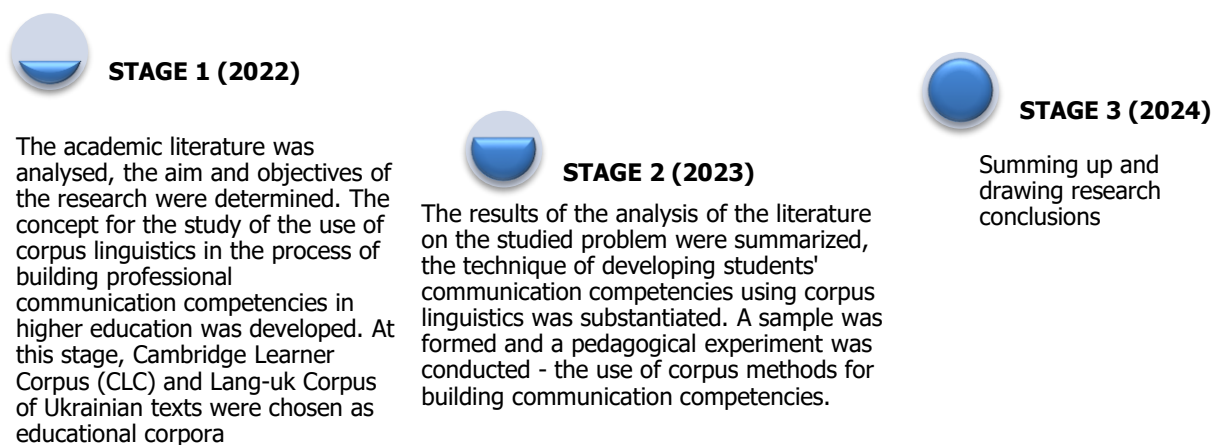 STAGE 1 (2022)
The academic literature was
analysed, the aim and objectives of
the research were determined. The
concept for the study of the use of
corpus linguistics in the process of
building professional
communication competencies in
higher education was developed. At
this stage, Cambridge Learner
Corpus (CLC) and Lang-uk Corpus
of Ukrainian texts were chosen as
educational corpora
STAGE 2 (2023)
The results of the analysis of the literature
on the studied problem were summarized,
the technique of developing students'
communication competencies using corpus
linguistics was substantiated. A sample was
formed and a pedagogical experiment was
conducted - the use of corpus methods for
building communication competencies.
STAGE 3 (2024)
Summing up and
drawing research
conclusions